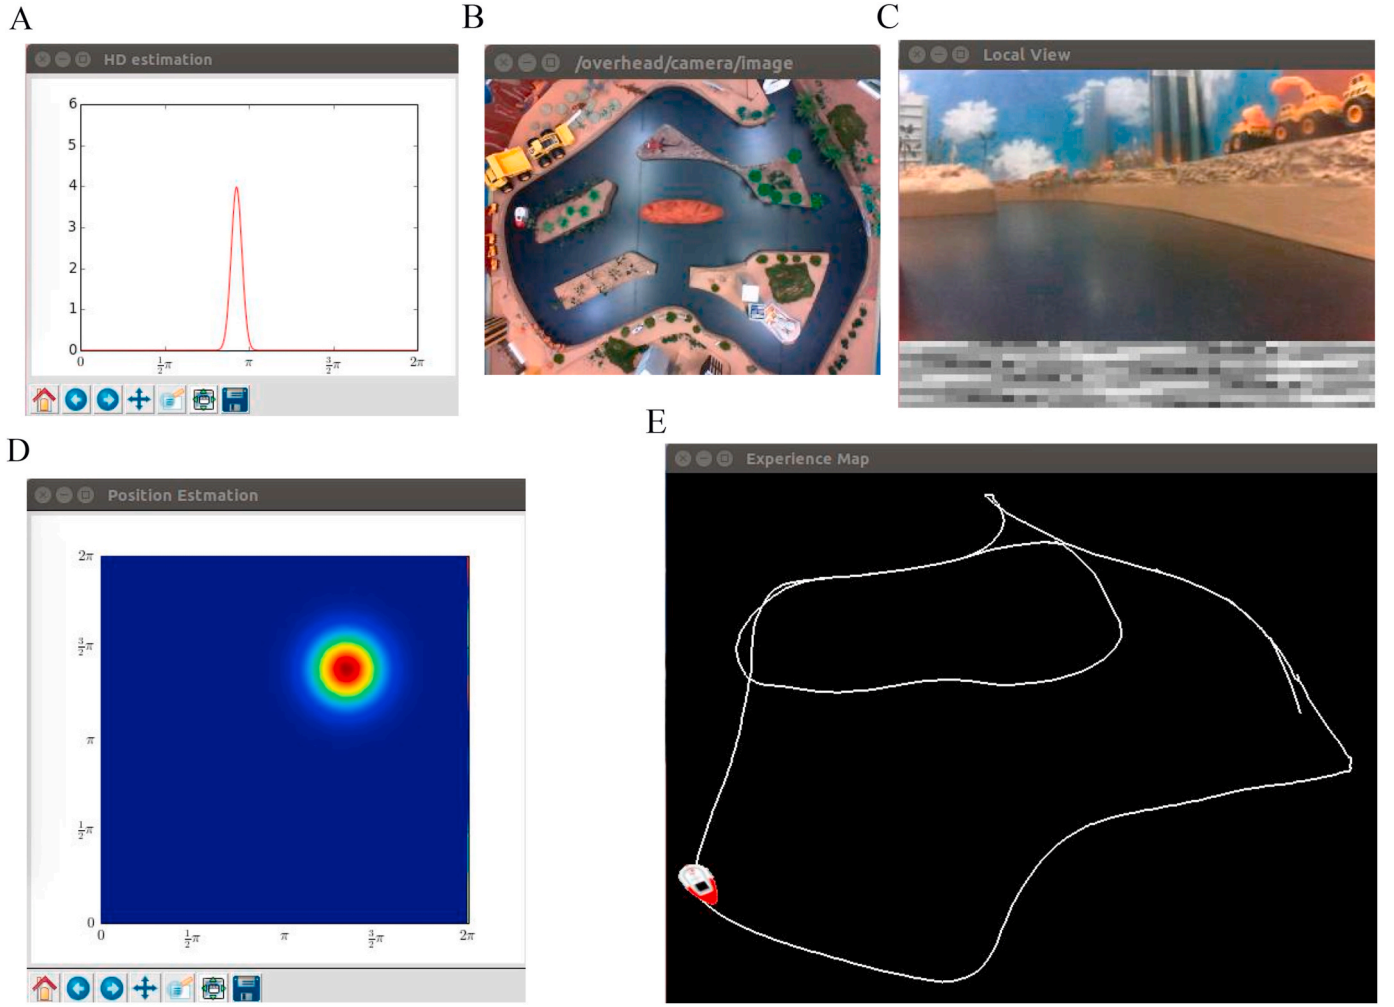 A
HD estimation
6
5
4
3
2
1
0
0 ½π π 3/2π 2π
B
/overhead/camera/image
C
Local View
D
Position Estmation
2π
3/2π
π
½π
0
0 ½π π 3/2π 2π
E
Experience Map